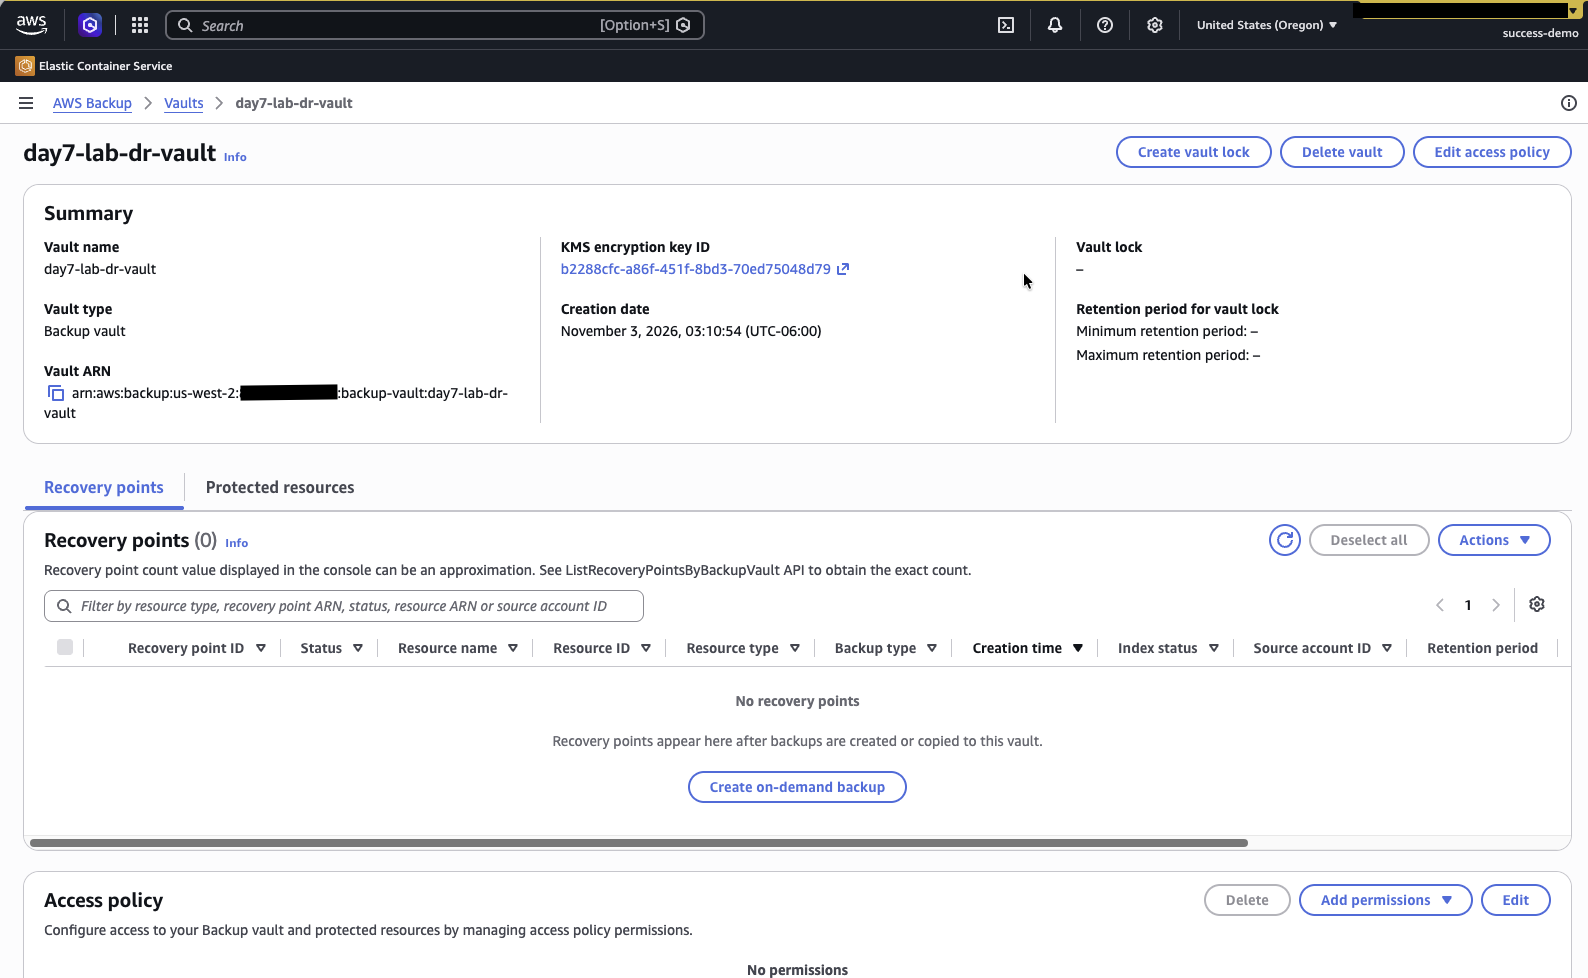 aws
Search [Option+S]
United States (Oregon)
success-demo
Elastic Container Service
AWS Backup > Vaults > day7-lab-dr-vault
day7-lab-dr-vault Info
Create vault lock
Delete vault
Edit access policy
Summary
Vault name
day7-lab-dr-vault
Vault type
Backup vault
Vault ARN
arn:aws:backup:us-west-2: :backup-vault:day7-lab-dr-
vault
KMS encryption key ID
b2288cfc-a86f-451f-8bd3-70ed75048d79
Creation date
November 3, 2026, 03:10:54 (UTC-06:00)
Vault lock
–
Retention period for vault lock
Minimum retention period: –
Maximum retention period: –
Recovery points
Protected resources
Recovery points (0) Info
Deselect all
Actions
Recovery point count value displayed in the console can be an approximation. See ListRecoveryPointsByBackupVault API to obtain the exact count.
Filter by resource type, recovery point ARN, status, resource ARN or source account ID
1
Recovery point ID Status Resource name Resource ID Resource type Backup type Creation time Index status Source account ID Retention period
No recovery points
Recovery points appear here after backups are created or copied to this vault.
Create on-demand backup
Access policy
Delete
Add permissions
Edit
Configure access to your Backup vault and protected resources by managing access policy permissions.
No permissions